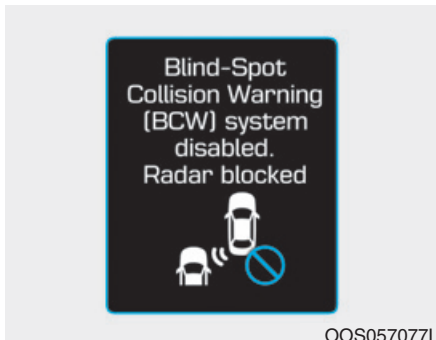 Blind-Spot
Collision Warning
(BCW) system
disabled.
Radar blocked
OOS057077L